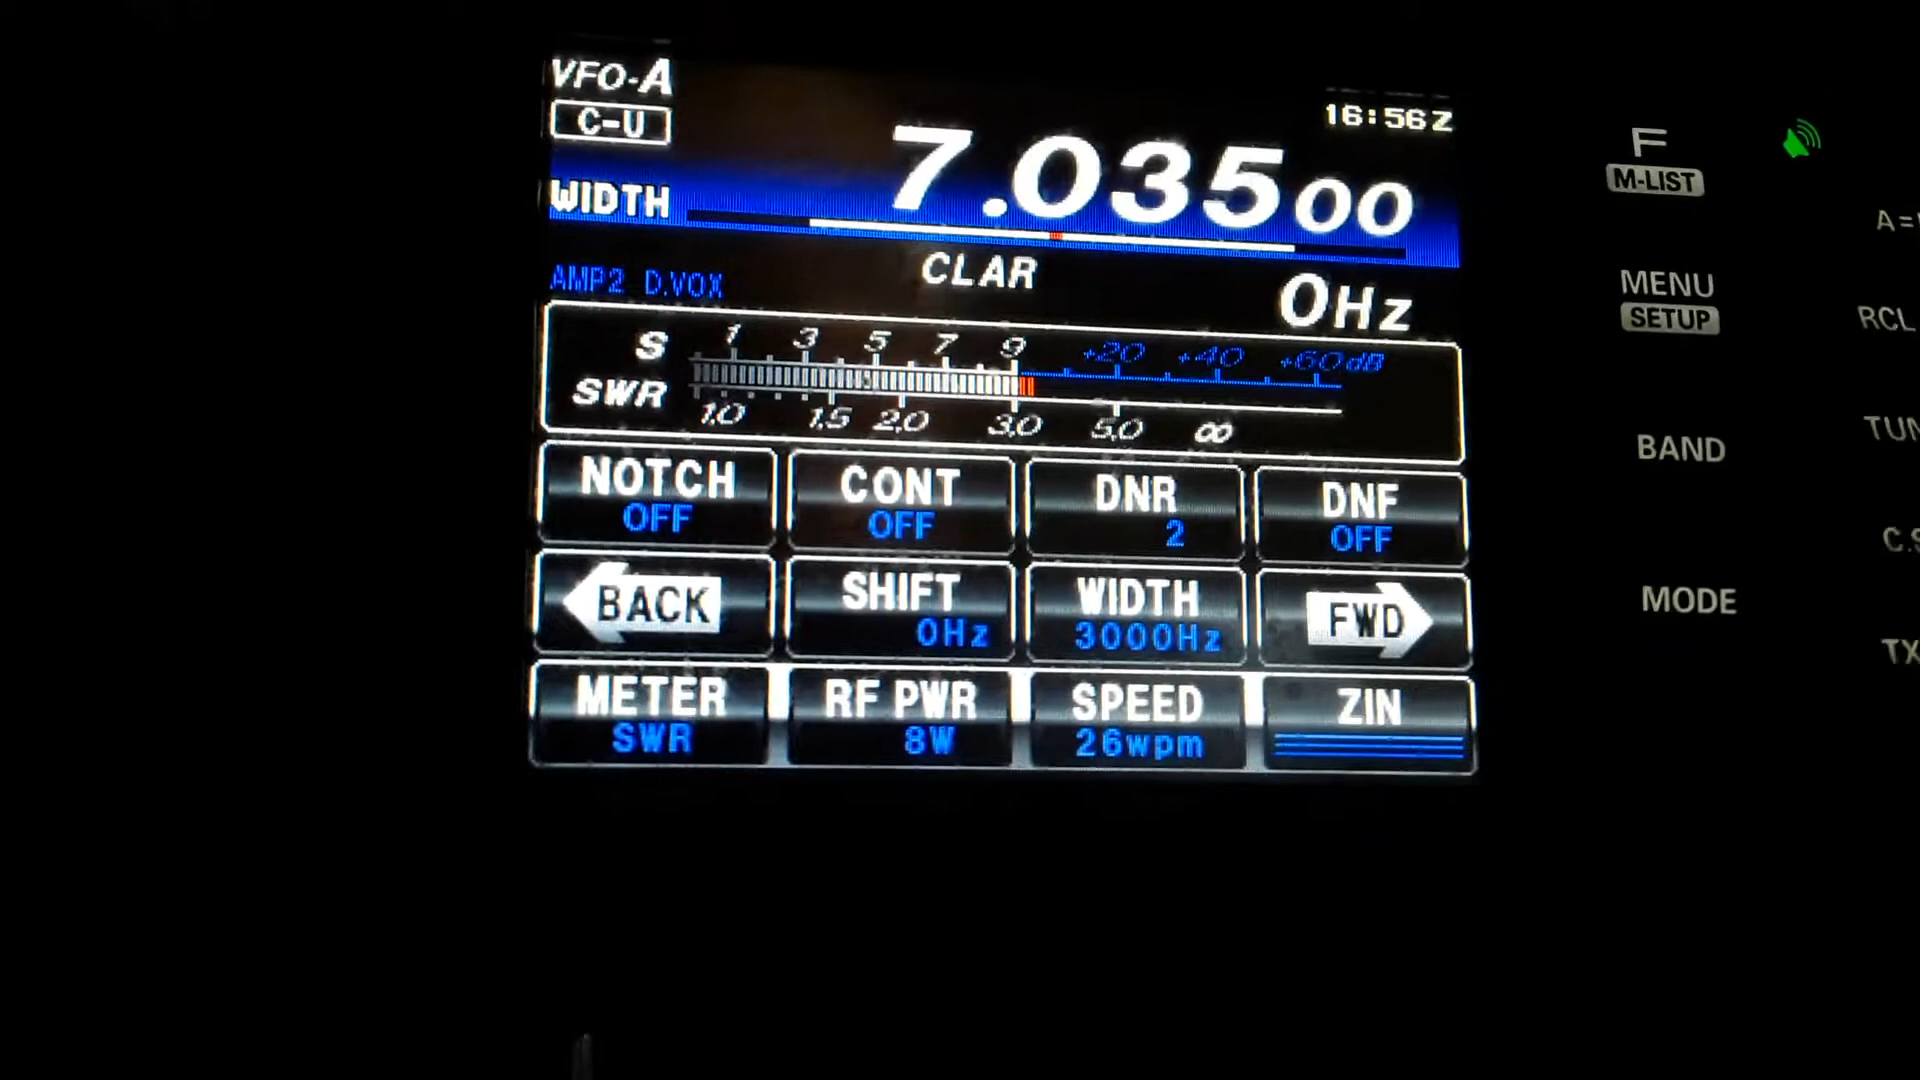 VFO-A
C-U
16:56Z
7.03500
WIDTH
CLAR
0Hz
AMP2 D.VOX
S 1 3 5 7 9 +20 +40 +60dB
SWR
1.0 1.5 2.0 3.0 5.0 ∞
NOTCH
OFF
CONT
OFF
DNR
2
DNF
OFF
BACK
SHIFT
0Hz
WIDTH
3000Hz
FWD
METER
SWR
RF PWR
8W
SPEED
26wpm
ZIN
F
M-LIST
MENU
SETUP
BAND
MODE
A=
RCL
TUN
C.S
TX